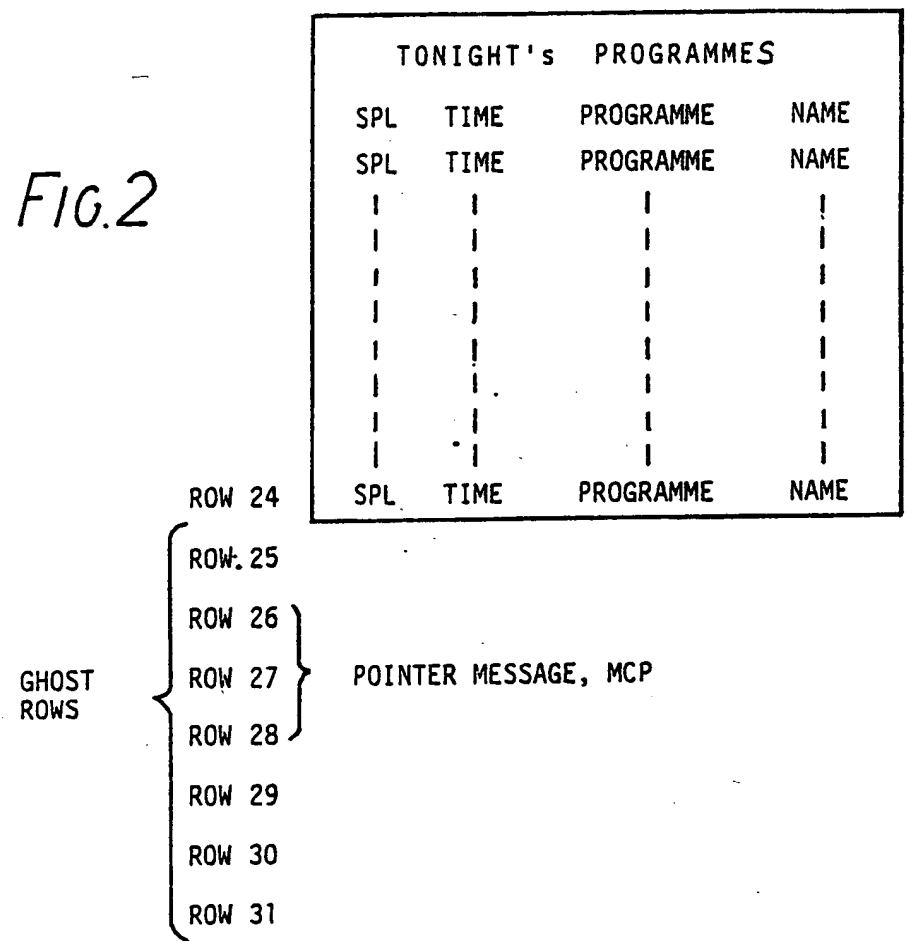 TONIGHT's PROGRAMMES
SPL TIME PROGRAMME NAME
SPL TIME PROGRAMME NAME
FIG.2
ROW 24 SPL TIME PROGRAMME NAME
ROW. 25
ROW 26
GHOST ROWS
ROW 27 POINTER MESSAGE, MCP
ROW 28
ROW 29
ROW 30
ROW 31